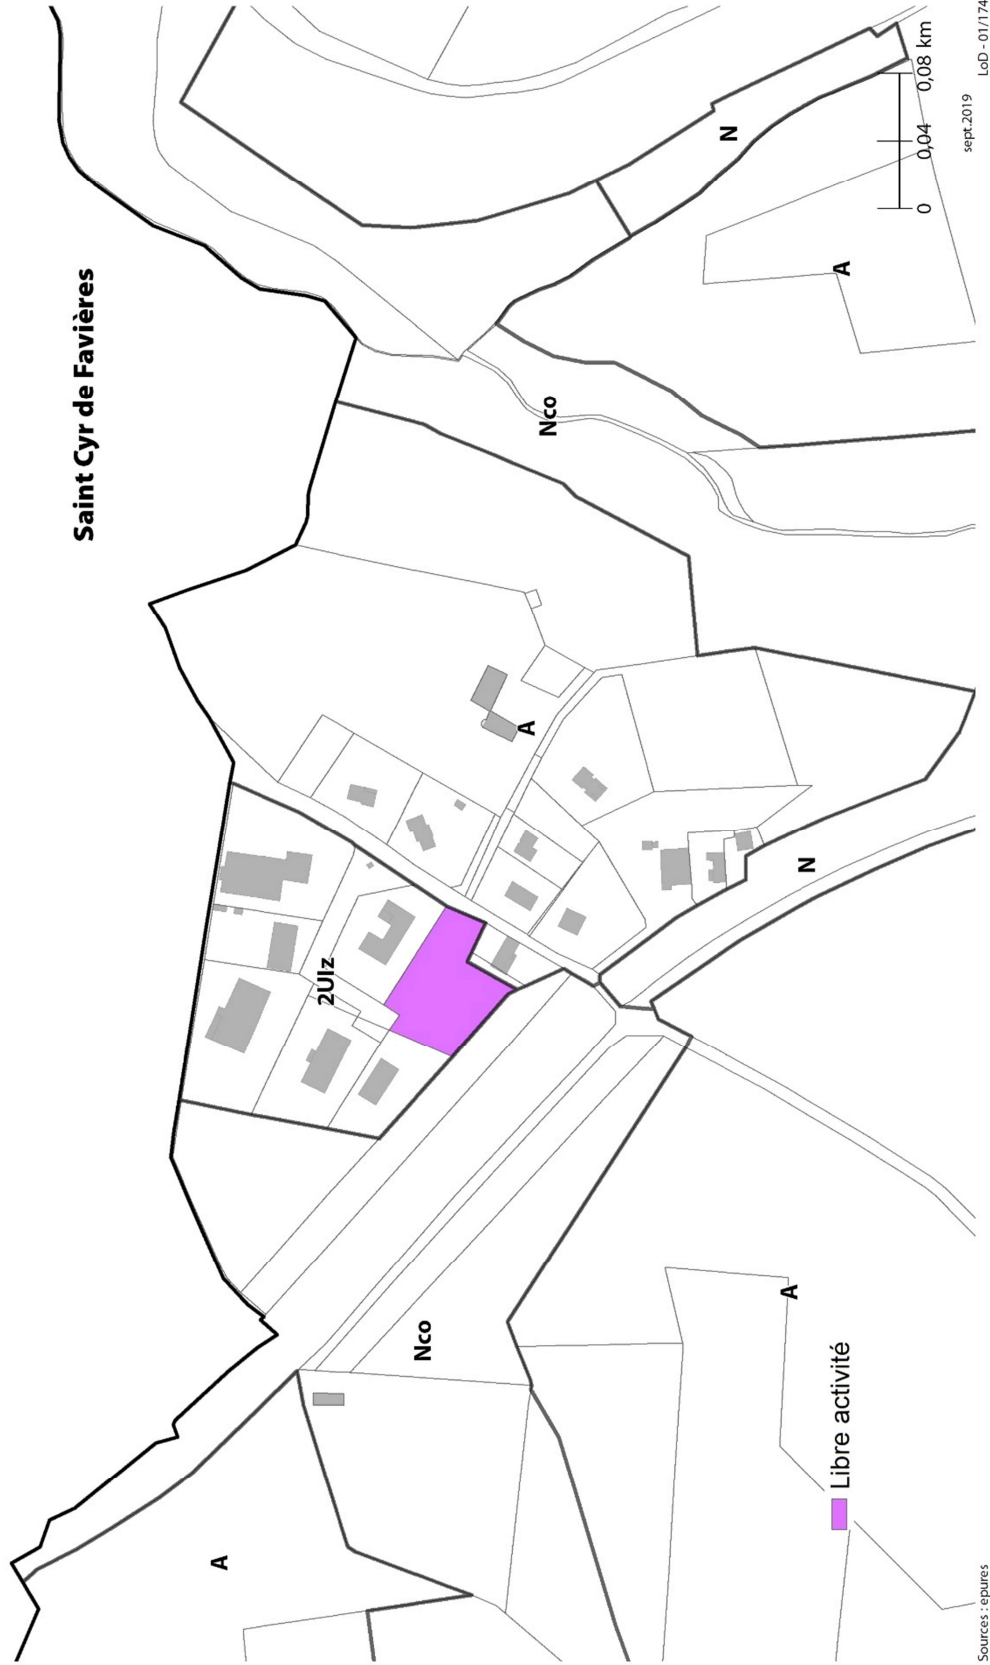 Saint Cyr de Favières
A
2UIz
Nco
A
Nco
N
A
N
Libre activité
A
0 0,04 0,08 km
sept.2019
Sources : epures
LoD - 01/174